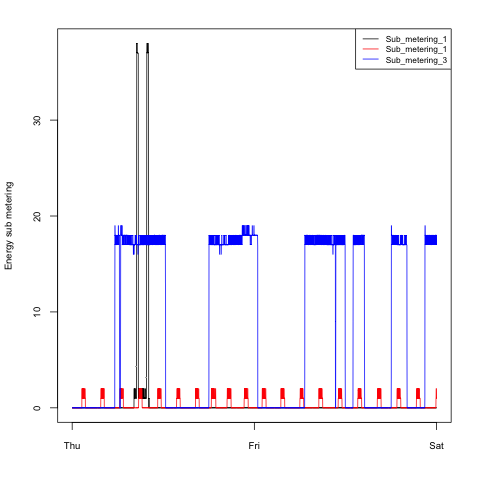 Sub_metering_1
Sub_metering_1
Sub_metering_3
Energy sub metering
30
20
10
0
Thu Fri Sat